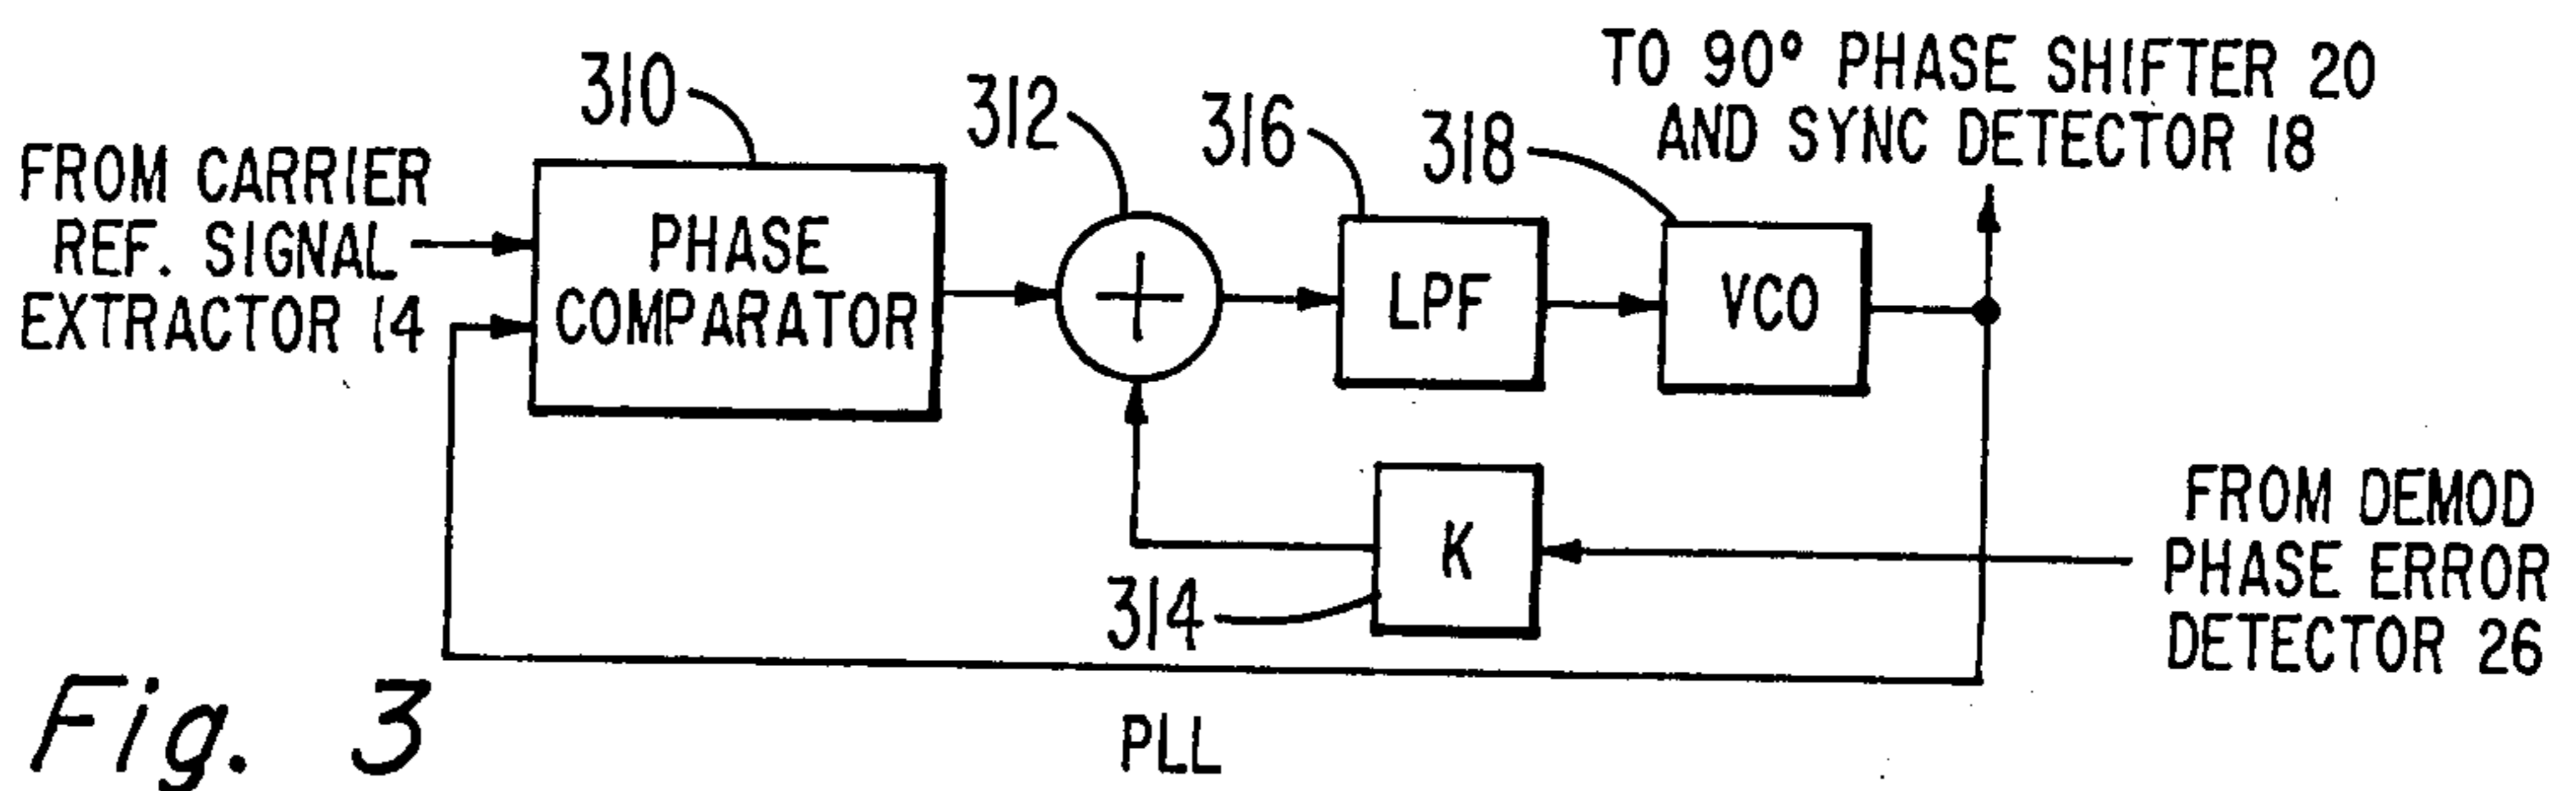 310
312
316
318
TO 90° PHASE SHIFTER 20
AND SYNC DETECTOR 18
FROM CARRIER
REF. SIGNAL
EXTRACTOR 14
PHASE
COMPARATOR
+
LPF
VCO
K
314
FROM DEMOD
PHASE ERROR
DETECTOR 26
Fig. 3
PLL